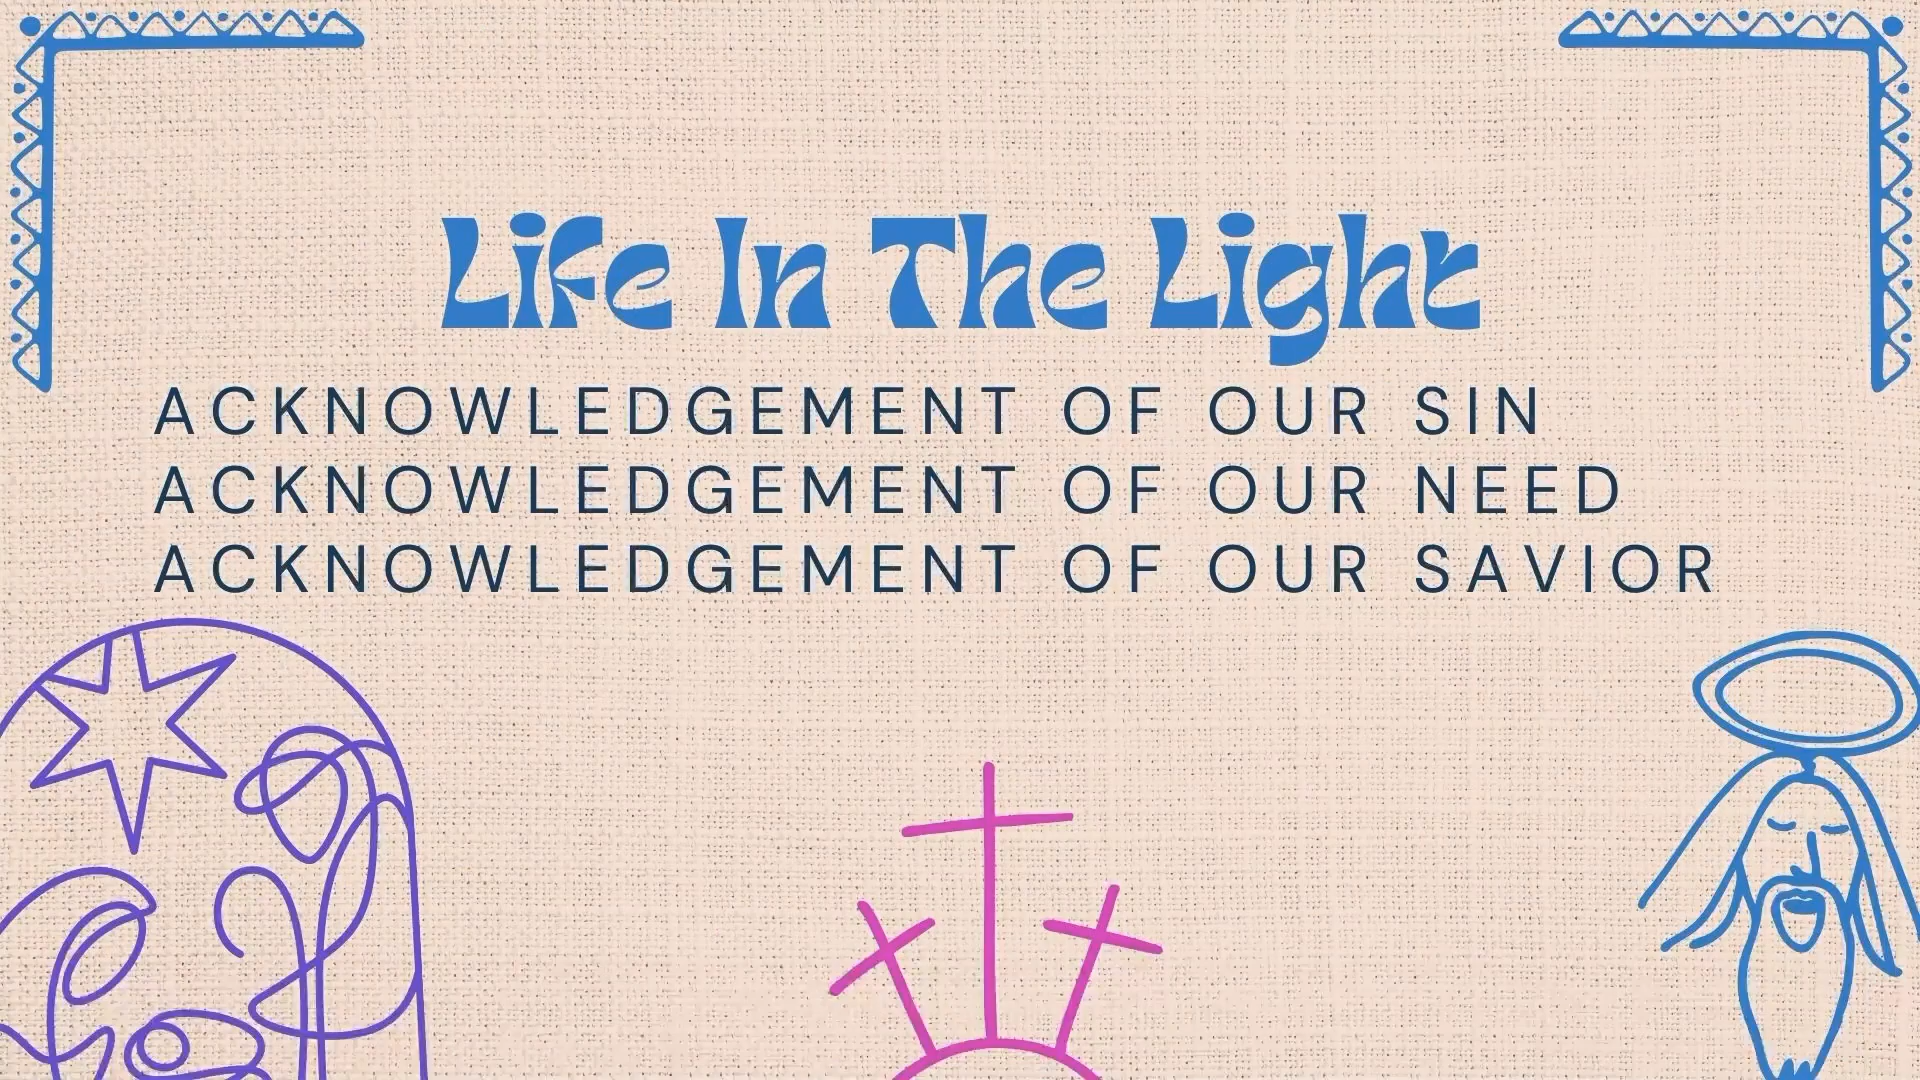 Life In The Light
ACKNOWLEDGEMENT OF OUR SIN
ACKNOWLEDGEMENT OF OUR NEED
ACKNOWLEDGEMENT OF OUR SAVIOR